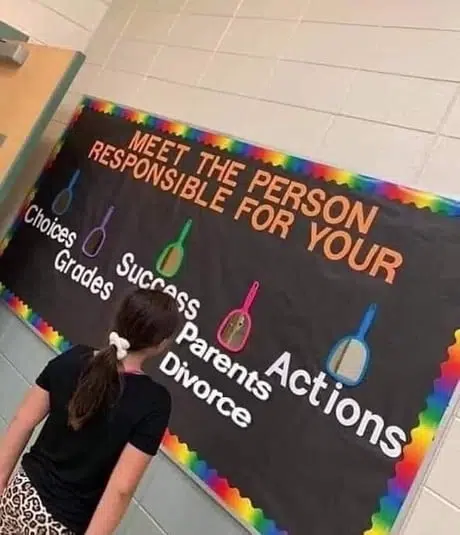 MEET THE PERSON
RESPONSIBLE FOR YOUR
Choices
Grades
Success
Parents
Divorce
Actions